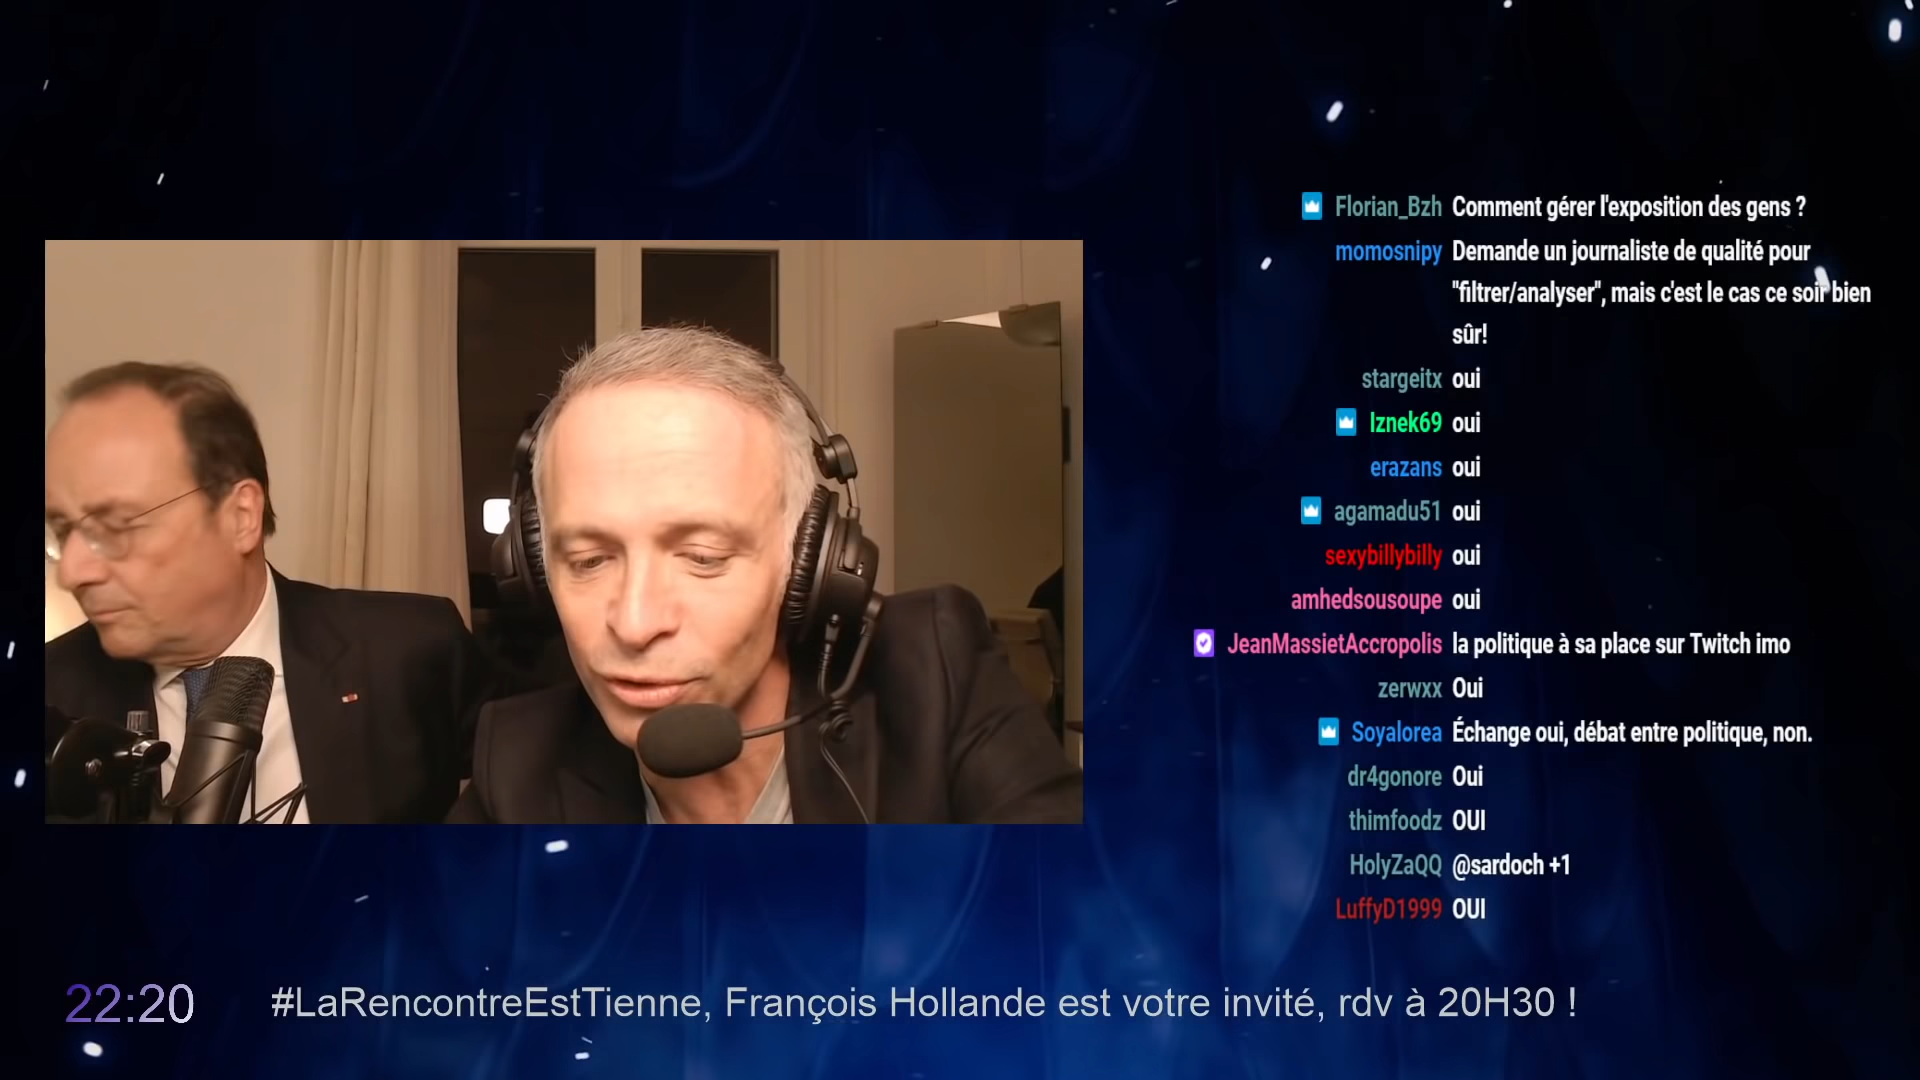 Florian_Bzh Comment gérer l'exposition des gens ?
momosnipy Demande un journaliste de qualité pour
"filtrer/analyser", mais c'est le cas ce soir bien
sûr!
stargeitx oui
Iznek69 oui
erazans oui
agamadu51 oui
sexybillybilly oui
amhedsousoupe oui
JeanMassietAccropolis la politique à sa place sur Twitch imo
zerwxx Oui
Soyalorea Échange oui, débat entre politique, non.
dr4gonore Oui
thimfoodz OUI
HolyZaQQ @sardoch +1
LuffyD1999 OUI
22:20 #LaRencontreEstTienne, François Hollande est votre invité, rdv à 20H30 !